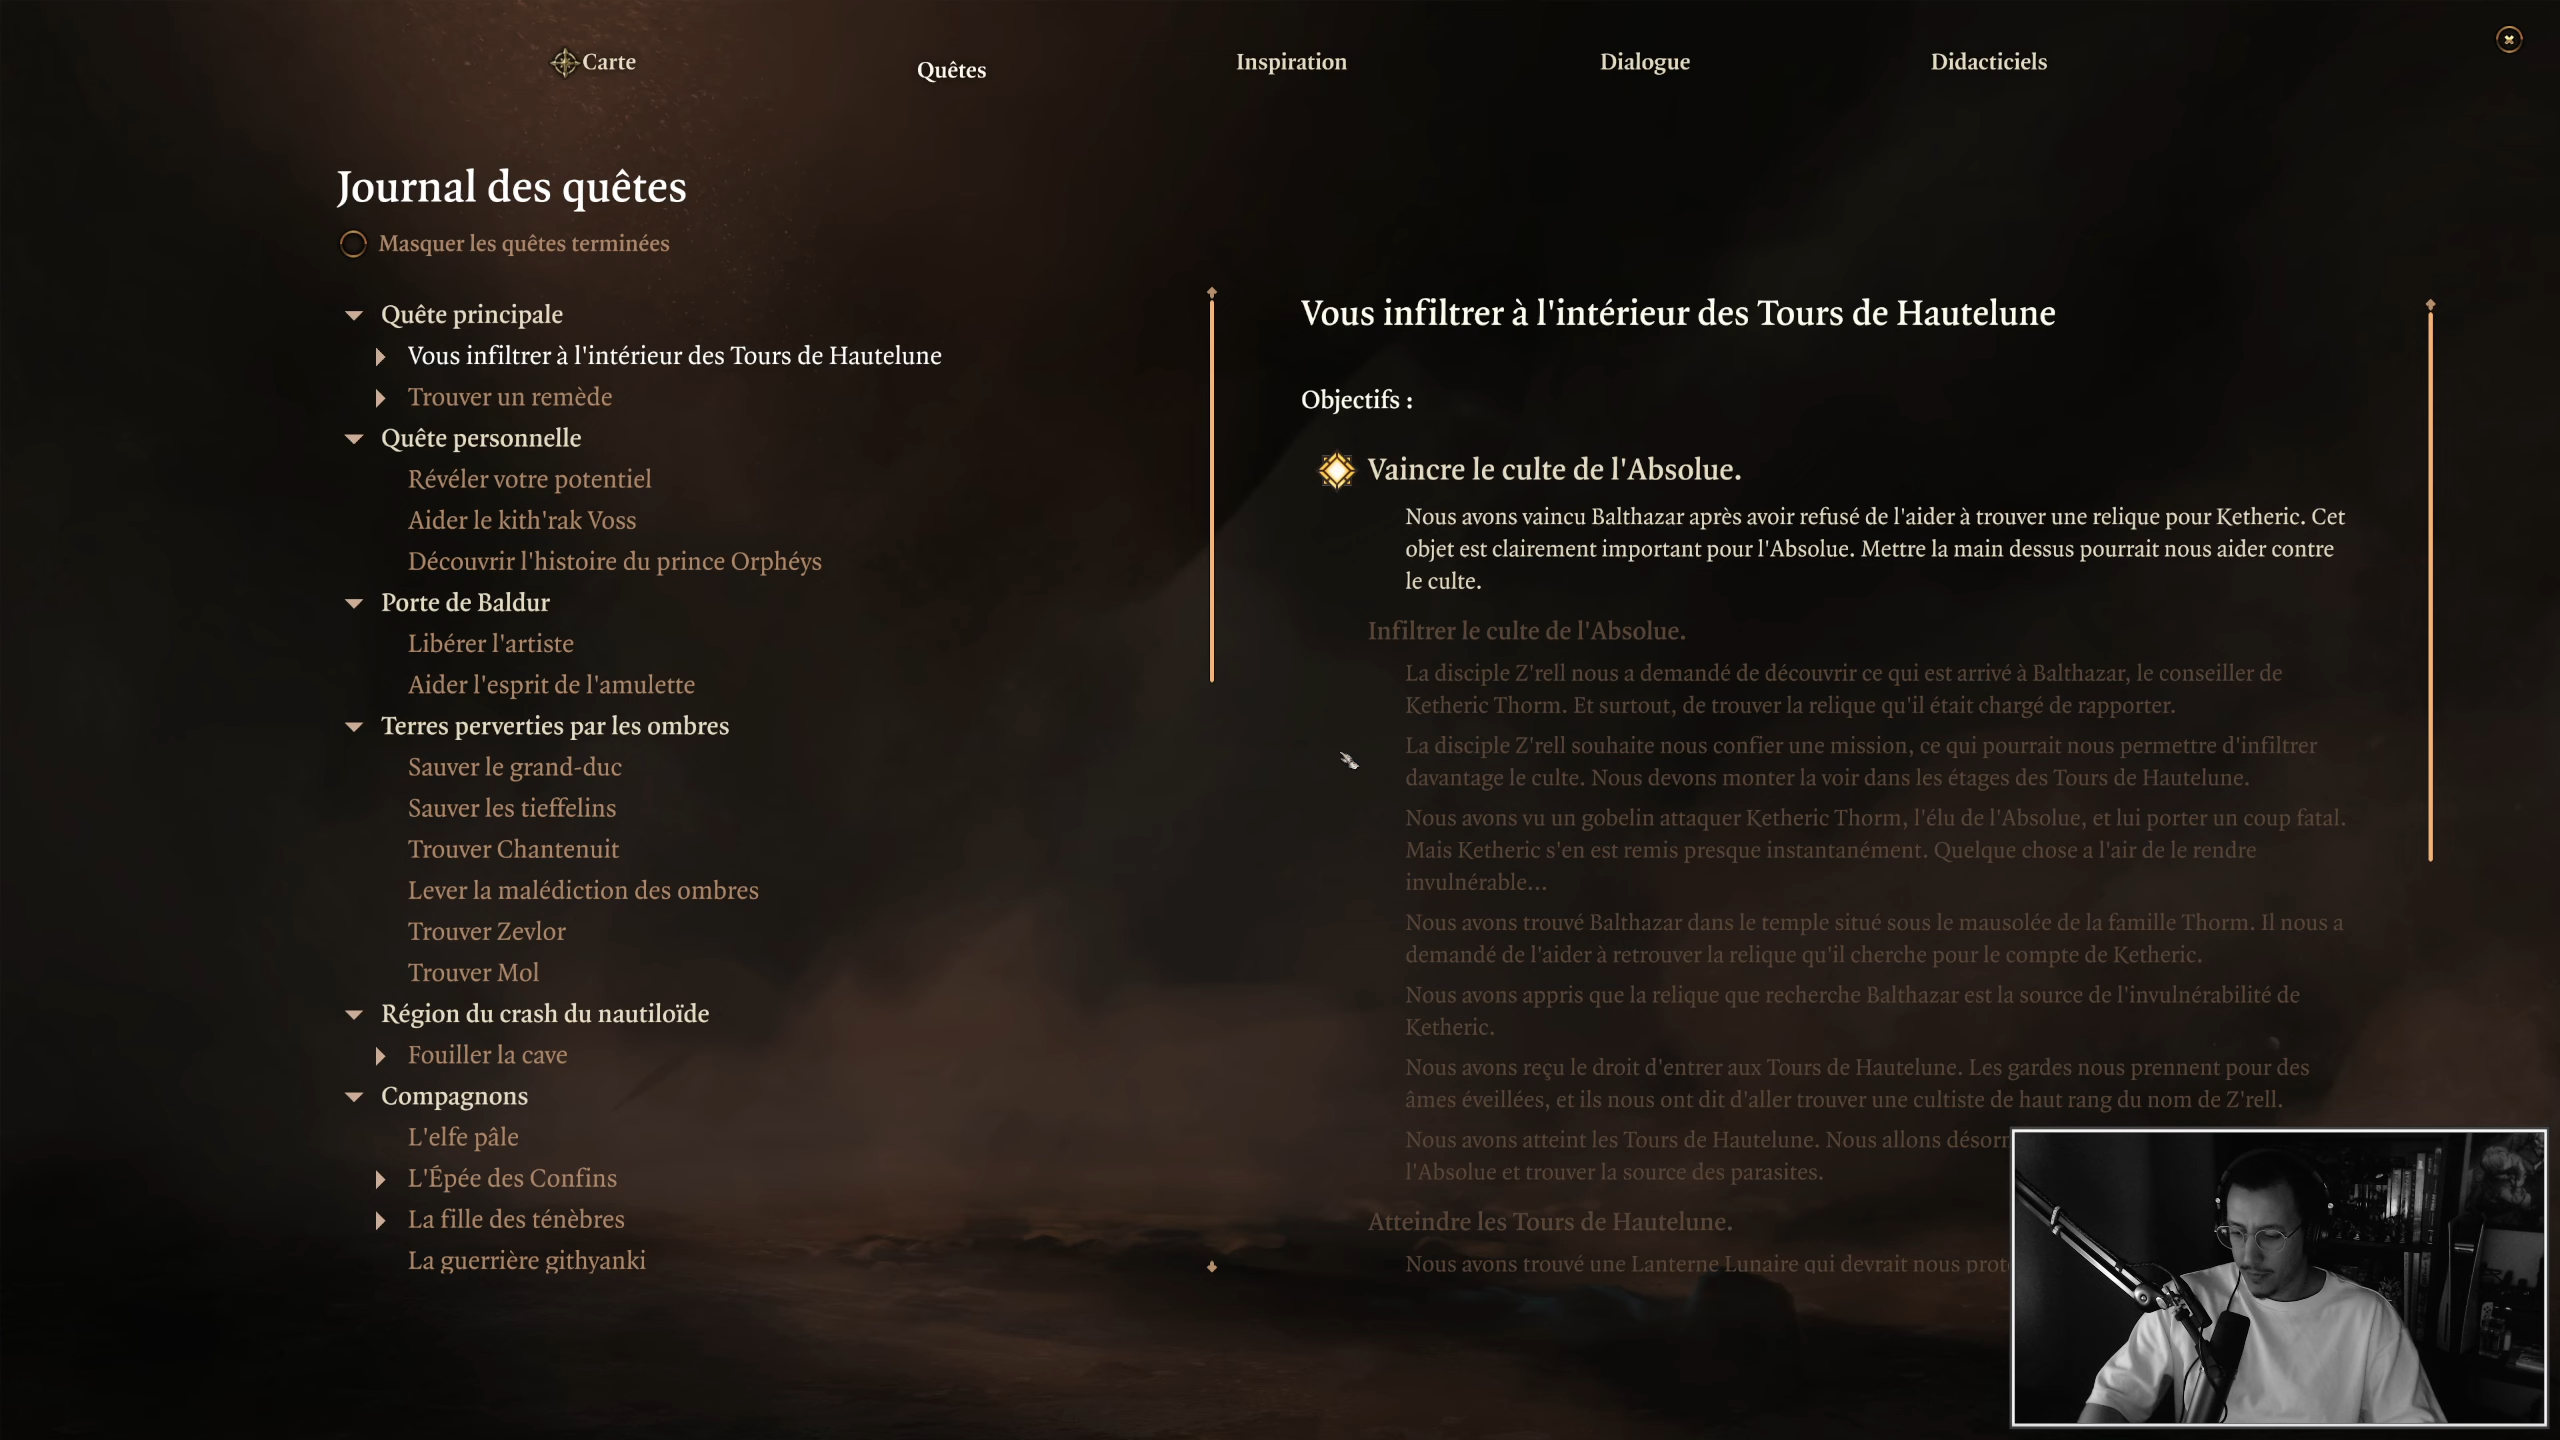 Carte
Quêtes
Inspiration
Dialogue
Didacticiels
Journal des quêtes
Masquer les quêtes terminées
Quête principale
Vous infiltrer à l'intérieur des Tours de Hautelune
Trouver un remède
Quête personnelle
Révéler votre potentiel
Aider le kith'rak Voss
Découvrir l'histoire du prince Orphéys
Porte de Baldur
Libérer l'artiste
Aider l'esprit de l'amulette
Terres perverties par les ombres
Sauver le grand-duc
Sauver les tieffelins
Trouver Chantenuit
Lever la malédiction des ombres
Trouver Zevlor
Trouver Mol
Région du crash du nautiloïde
Fouiller la cave
Compagnons
L'elfe pâle
L'Épée des Confins
La fille des ténèbres
La guerrière githyanki
Vous infiltrer à l'intérieur des Tours de Hautelune
Objectifs :
Vaincre le culte de l'Absolue.
Nous avons vaincu Balthazar après avoir refusé de l'aider à trouver une relique pour Ketheric. Cet
objet est clairement important pour l'Absolue. Mettre la main dessus pourrait nous aider contre
le culte.
Infiltrer le culte de l'Absolue.
La disciple Z'rell nous a demandé de découvrir ce qui est arrivé à Balthazar, le conseiller de
Ketheric Thorm. Et surtout, de trouver la relique qu'il était chargé de rapporter.
La disciple Z'rell souhaite nous confier une mission, ce qui pourrait nous permettre d'infiltrer
davantage le culte. Nous devons monter la voir dans les étages des Tours de Hautelune.
Nous avons vu un gobelin attaquer Ketheric Thorm, l'élu de l'Absolue, et lui porter un coup fatal.
Mais Ketheric s'en est remis presque instantanément. Quelque chose a l'air de le rendre
invulnérable...
Nous avons trouvé Balthazar dans le temple situé sous le mausolée de la famille Thorm. Il nous a
demandé de l'aider à retrouver la relique qu'il cherche pour le compte de Ketheric.
Nous avons appris que la relique que recherche Balthazar est la source de l'invulnérabilité de
Ketheric.
Nous avons reçu le droit d'entrer aux Tours de Hautelune. Les gardes nous prennent pour des
âmes éveillées, et ils nous ont dit d'aller trouver une cultiste de haut rang du nom de Z'rell.
Nous avons atteint les Tours de Hautelune. Nous allons
l'Absolue et trouver la source des parasites.
Atteindre les Tours de Hautelune.
Nous avons trouvé une Lanterne Lunaire qui devrait nous